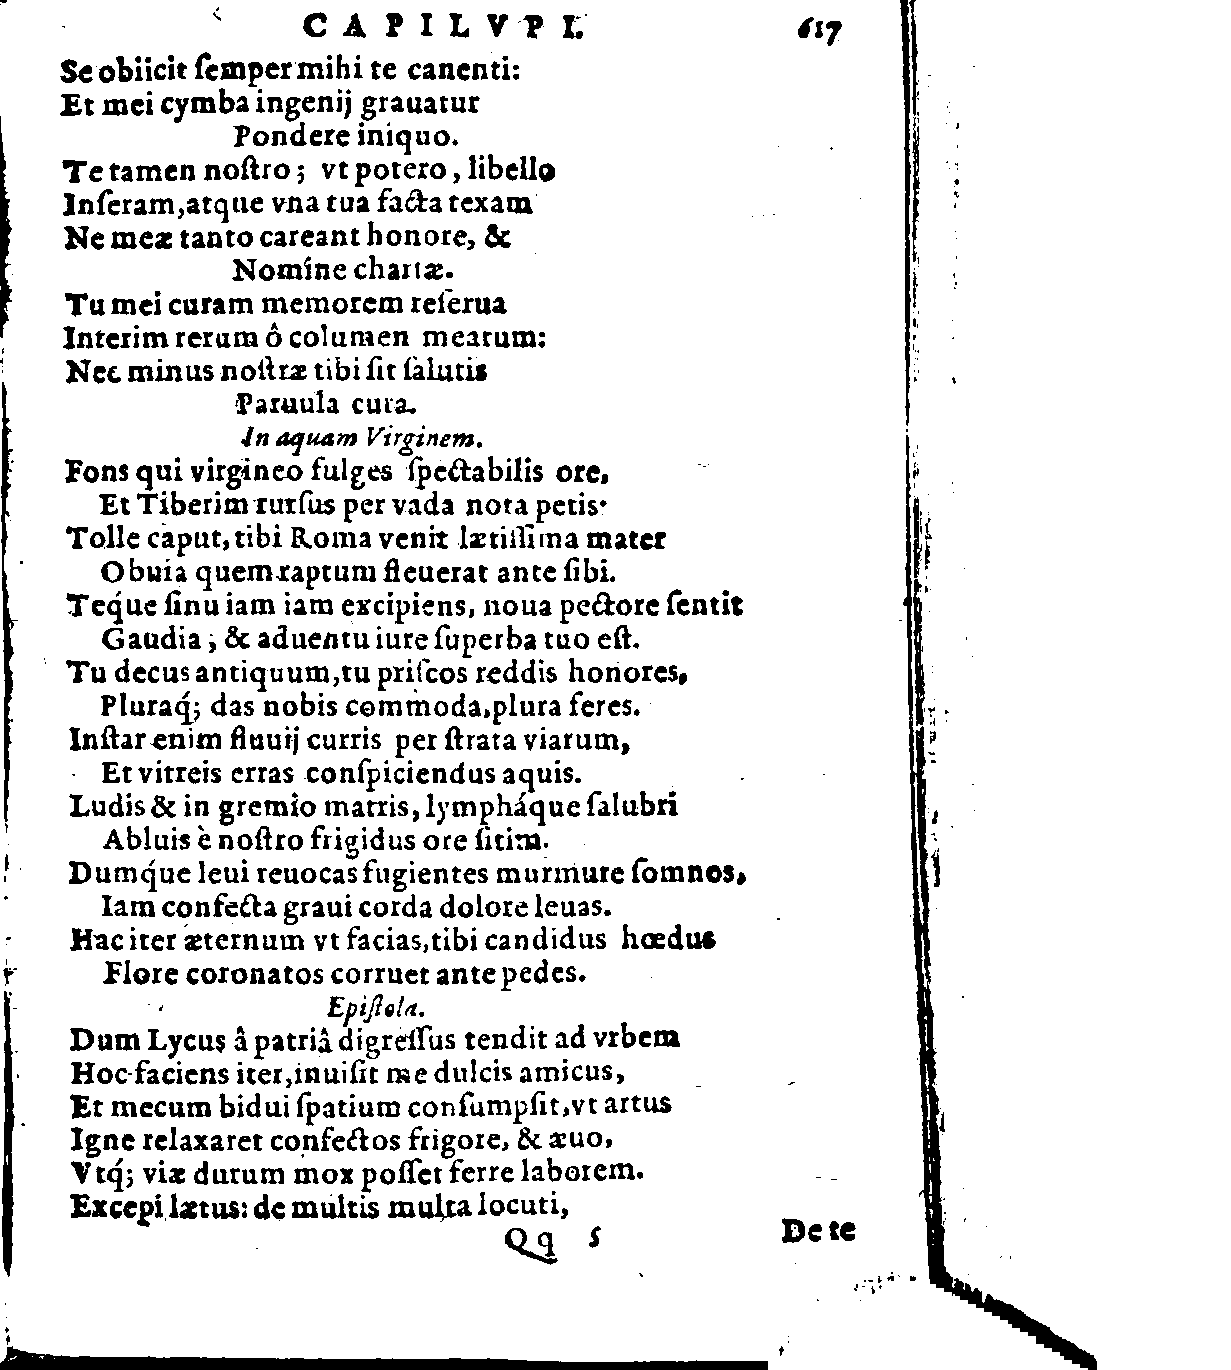 CAPILVPI. 617
Se obiicit ſemper mihi te canenti:
Et mei cymba ingenij grauatur
Pondere iniquo.
Te tamen noſtro; vt potero, libello
Inſeram, atque vna tua facta texam
Ne meæ tanto careant honore, &
Nomine chartæ.
Tu mei curam memorem reſerua
Interim rerum ô columen mearum:
Nec minus noſtræ tibi ſit ſalutis
Paruula cura.
In aquam Virginem.
Fons qui virgineo fulges ſpectabilis ore,
Et Tiberim rurſus per vada nota petis·
Tolle caput, tibi Roma venit lætiſſima mater
Obuia quem raptum fleuerat ante ſibi.
Teq́ue ſinu iam iam excipiens, noua pectore ſentit
Gaudia; & aduentu iure ſuperba tuo eſt.
Tu decus antiquum, tu priſcos reddis honores,
Pluraq́; das nobis commoda, plura feres.
Inſtar enim fluuij curris per ſtrata viarum,
Et vitreis erras conſpiciendus aquis.
Ludis & in gremio matris, lympháque ſalubri
Abluis è noſtro frigidus ore ſitim.
Dumq́ue leui reuocas fugientes murmure ſomnos,
Iam confecta graui corda dolore leuas.
Hac iter æternum vt facias, tibi candidus hœdus
Flore coronatos corruet ante pedes.
Epiſtola.
Dum Lycus â patriâ digreſſus tendit ad vrbem
Hoc faciens iter, inuiſit me dulcis amicus,
Et mecum bidui ſpatium conſumpſit, vt artus
Igne relaxaret confectos frigore, & æuo,
Vtq́; viæ durum mox poſſet ferre laborem.
Excepi lætus: de multis multa locuti,
Qq 5 De te